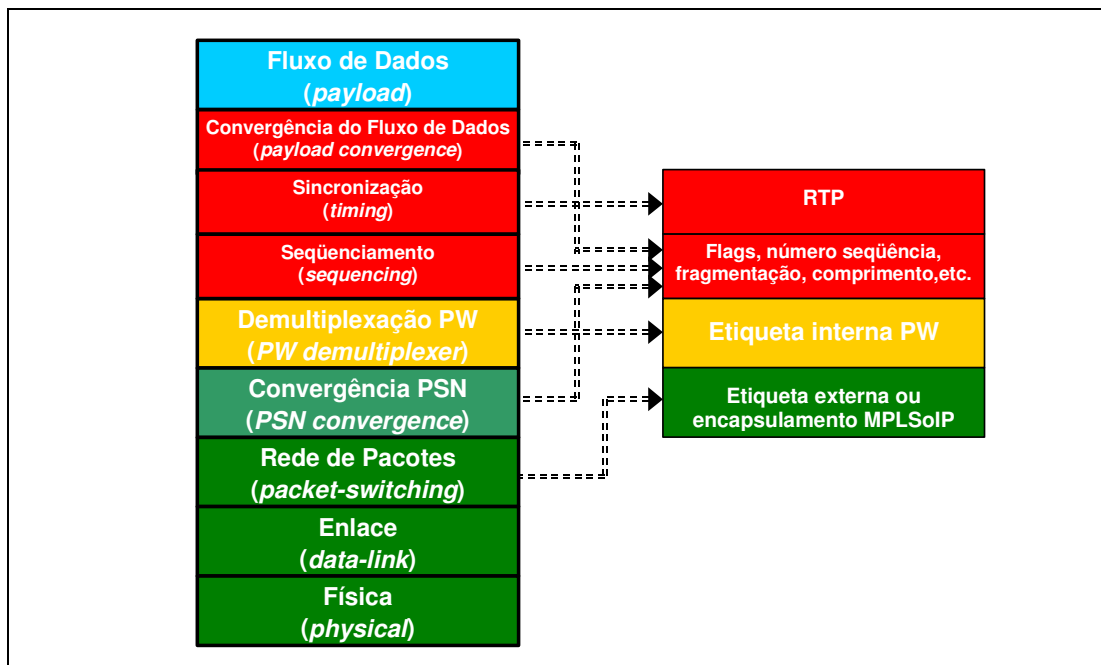 Fluxo de Dados
(payload)
Convergência do Fluxo de Dados
(payload convergence)
Sincronização
(timing)
Seqüenciamento
(sequencing)
Demultiplexação PW
(PW demultiplexer)
Convergência PSN
(PSN convergence)
Rede de Pacotes
(packet-switching)
Enlace
(data-link)
Física
(physical)
RTP
Flags, número seqüência,
fragmentação, comprimento,etc.
Etiqueta interna PW
Etiqueta externa ou
encapsulamento MPLSoIP